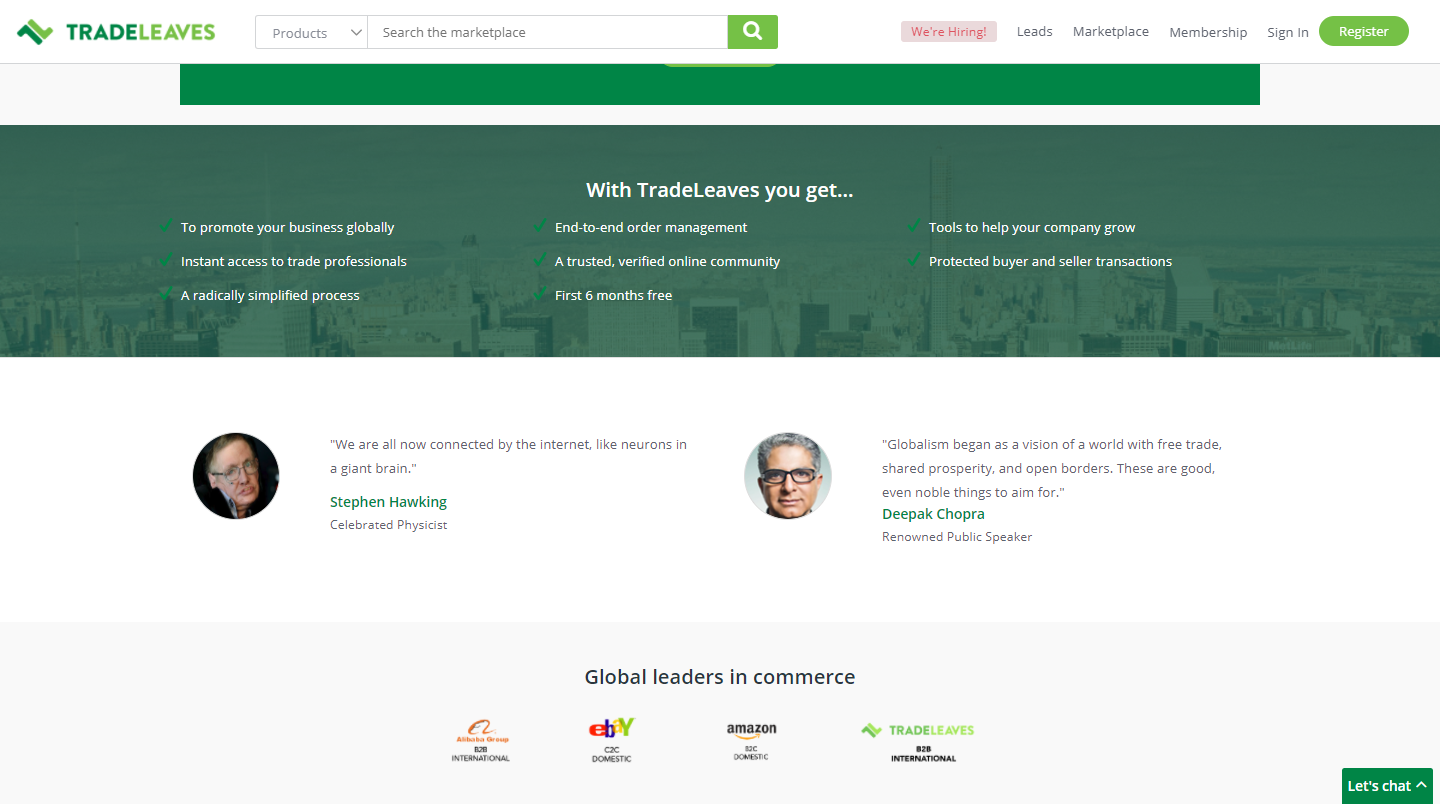 TRADELEAVES
Products
Search the marketplace
We're Hiring!
Leads
Marketplace
Membership
Sign In
Register
With TradeLeaves you get...
To promote your business globally
End-to-end order management
Tools to help your company grow
Instant access to trade professionals
A trusted, verified online community
Protected buyer and seller transactions
A radically simplified process
First 6 months free
MetLife
"We are all now connected by the internet, like neurons in
a giant brain."
Stephen Hawking
Celebrated Physicist
"Globalism began as a vision of a world with free trade,
shared prosperity, and open borders. These are good,
even noble things to aim for."
Deepak Chopra
Renowned Public Speaker
Global leaders in commerce
Alibaba Group
B2B
INTERNATIONAL
ebaY
C2C
DOMESTIC
amazon
B2C
DOMESTIC
TRADELEAVES
B2B
INTERNATIONAL
Let's chat